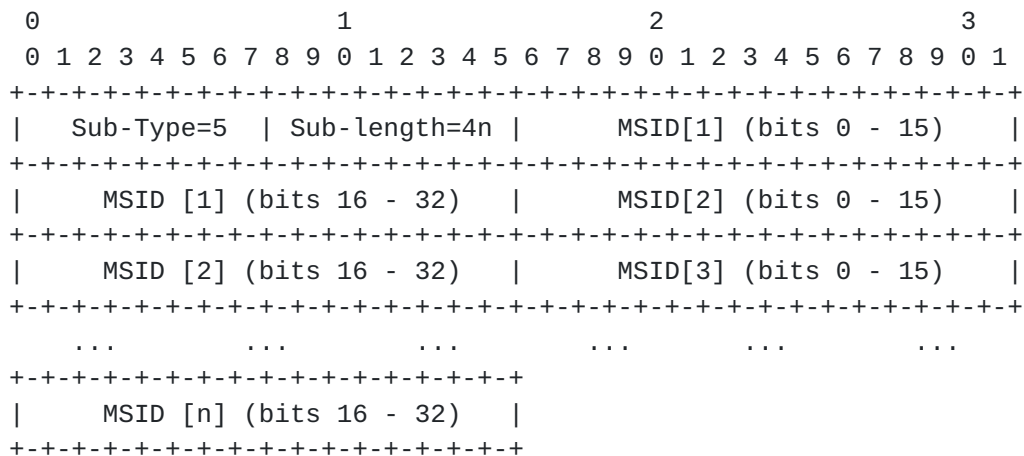 0                   1                   2                   3
 0 1 2 3 4 5 6 7 8 9 0 1 2 3 4 5 6 7 8 9 0 1 2 3 4 5 6 7 8 9 0 1
+-+-+-+-+-+-+-+-+-+-+-+-+-+-+-+-+-+-+-+-+-+-+-+-+-+-+-+-+-+-+-+-+
|   Sub-Type=5  | Sub-length=4n |      MSID[1] (bits 0 - 15)    |
+-+-+-+-+-+-+-+-+-+-+-+-+-+-+-+-+-+-+-+-+-+-+-+-+-+-+-+-+-+-+-+-+
|     MSID [1] (bits 16 - 32)   |      MSID[2] (bits 0 - 15)    |
+-+-+-+-+-+-+-+-+-+-+-+-+-+-+-+-+-+-+-+-+-+-+-+-+-+-+-+-+-+-+-+-+
|     MSID [2] (bits 16 - 32)   |      MSID[3] (bits 0 - 15)    |
+-+-+-+-+-+-+-+-+-+-+-+-+-+-+-+-+-+-+-+-+-+-+-+-+-+-+-+-+-+-+-+-+
    ...        ...        ...        ...       ...        ...
+-+-+-+-+-+-+-+-+-+-+-+-+-+-+-+-+
|     MSID [n] (bits 16 - 32)   |
+-+-+-+-+-+-+-+-+-+-+-+-+-+-+-+-+